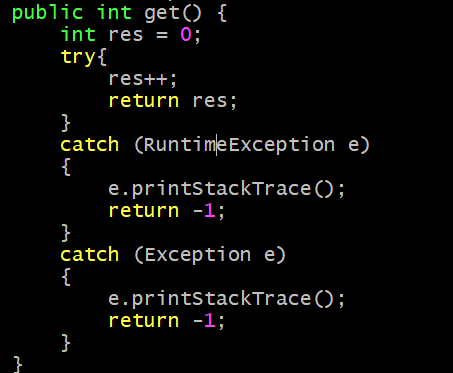 public int get() {
    int res = 0;
    try{
        res++;
        return res;
    }
    catch (RuntimeException e)
    {
        e.printStackTrace();
        return -1;
    }
    catch (Exception e)
    {
        e.printStackTrace();
        return -1;
    }
}